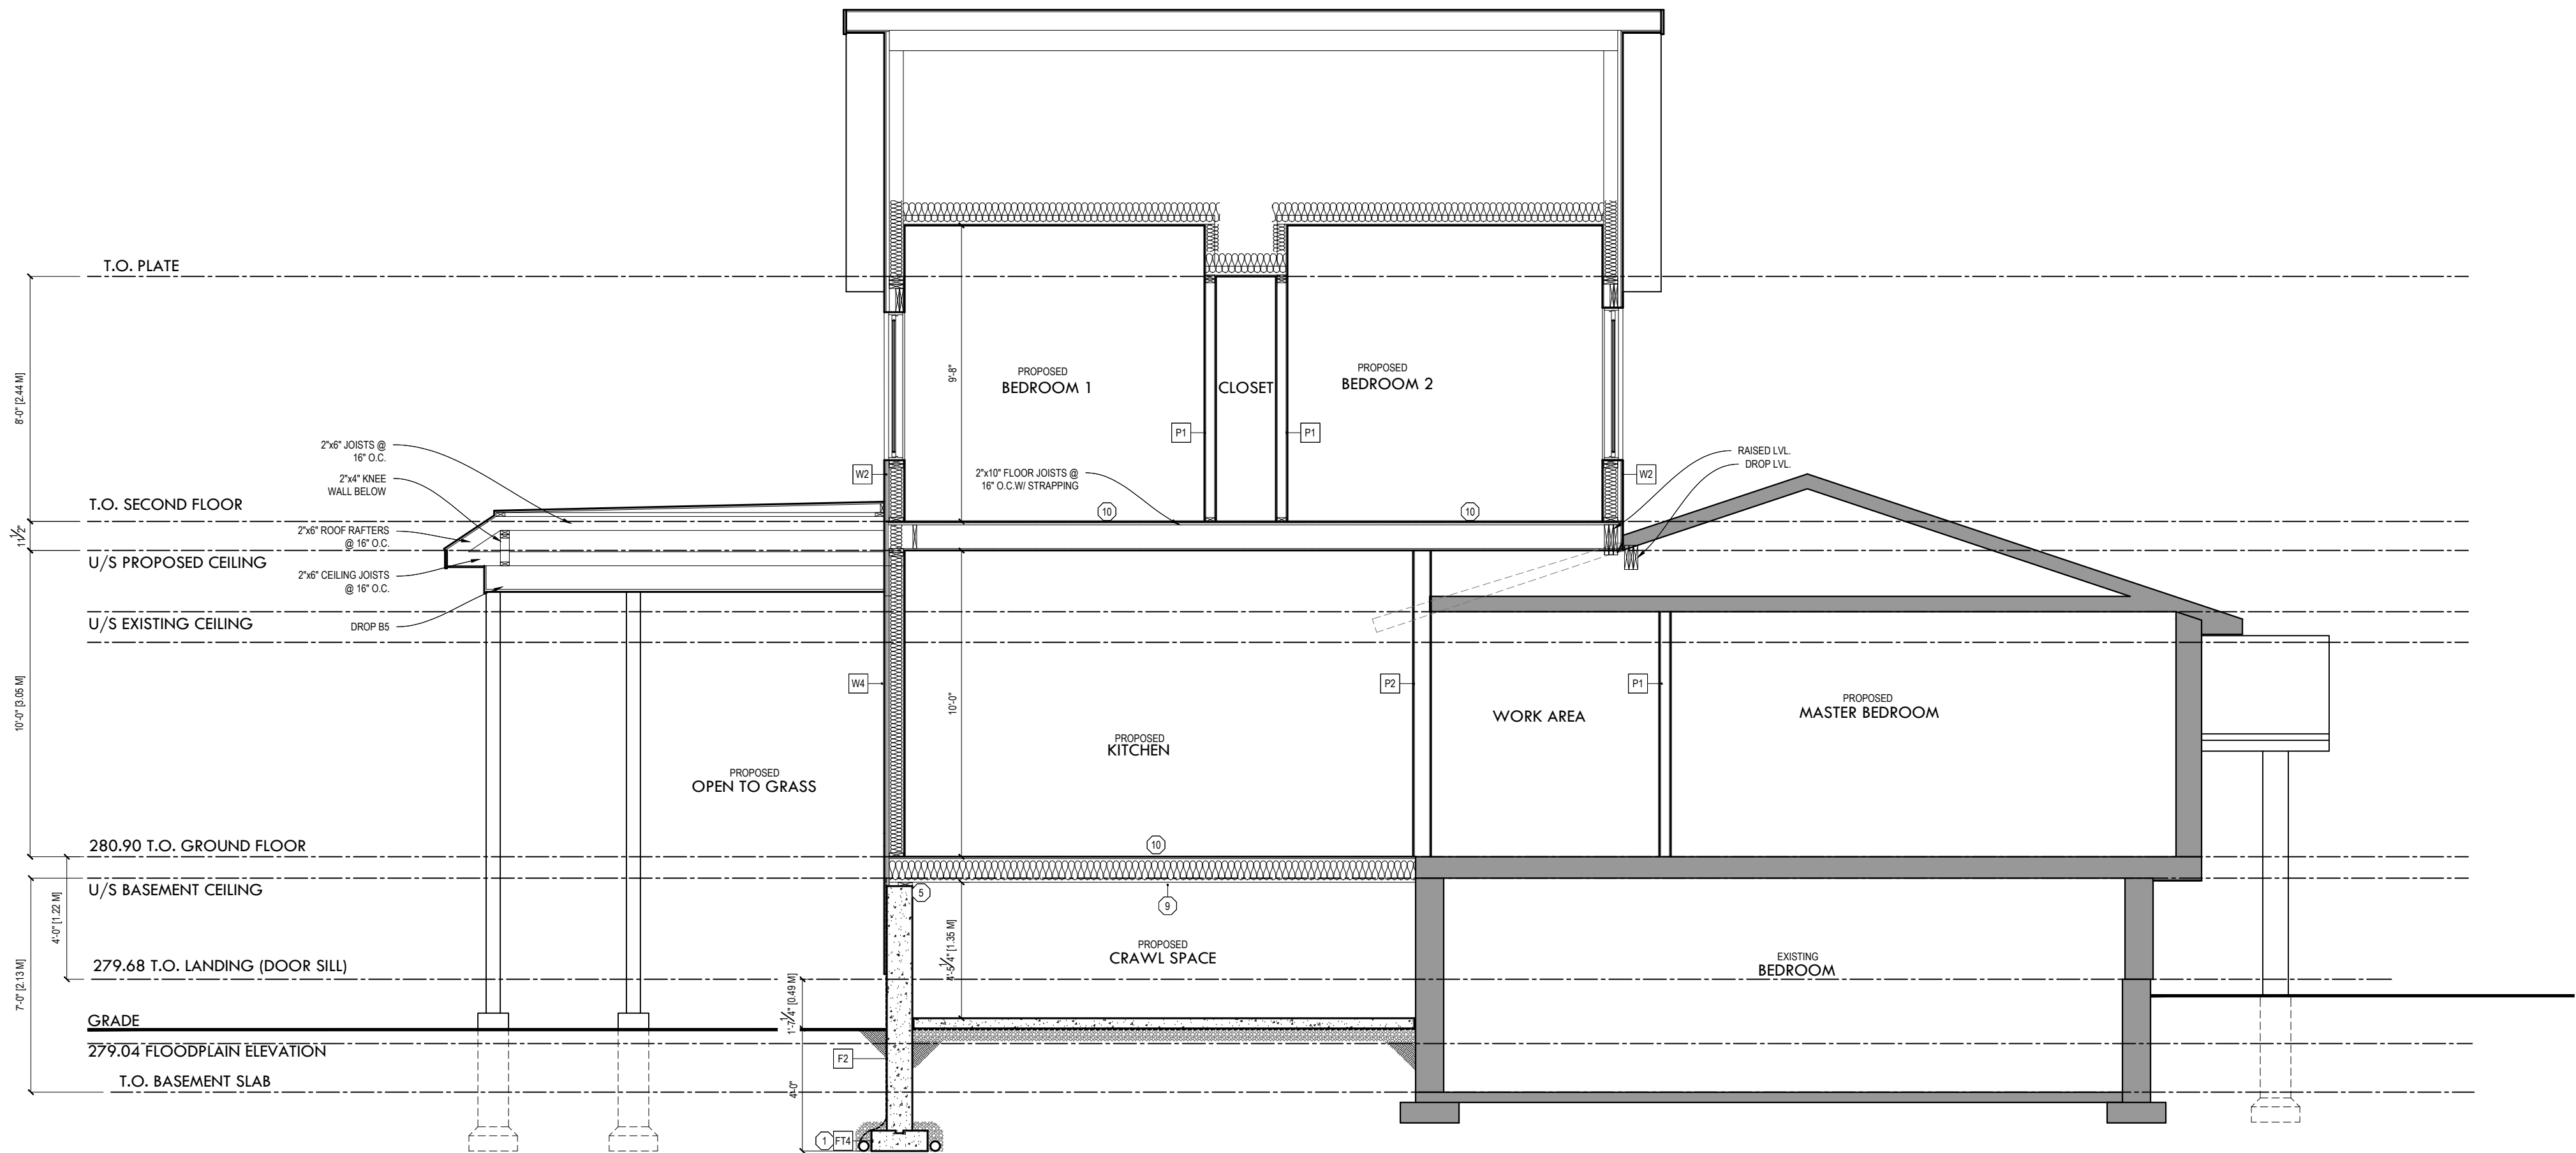 T.O. PLATE
8'-0" [2.44 M]
9'-8"
PROPOSED
BEDROOM 1
CLOSET
PROPOSED
BEDROOM 2
P1
P1
2"x6" JOISTS @
16" O.C.
2"x4" KNEE
WALL BELOW
W2
2"x10" FLOOR JOISTS @
16" O.C.W/ STRAPPING
RAISED LVL.
DROP LVL.
W2
T.O. SECOND FLOOR
10
10
11 1/2"
2"x6" ROOF RAFTERS
@ 16" O.C.
U/S PROPOSED CEILING
2"x6" CEILING JOISTS
@ 16" O.C.
U/S EXISTING CEILING
DROP B5
10'-0" [3.05 M]
W4
10'-0"
P2
P1
WORK AREA
PROPOSED
MASTER BEDROOM
PROPOSED
KITCHEN
PROPOSED
OPEN TO GRASS
280.90 T.O. GROUND FLOOR
10
U/S BASEMENT CEILING
5
9
4'-0" [1.22 M]
4'-5 1/4" [1.35 M]
PROPOSED
CRAWL SPACE
EXISTING
BEDROOM
279.68 T.O. LANDING (DOOR SILL)
7'-0" [2.13 M]
1'-7 1/4" [0.49 M]
GRADE
279.04 FLOODPLAIN ELEVATION
F2
T.O. BASEMENT SLAB
4'-0"
1
FT4